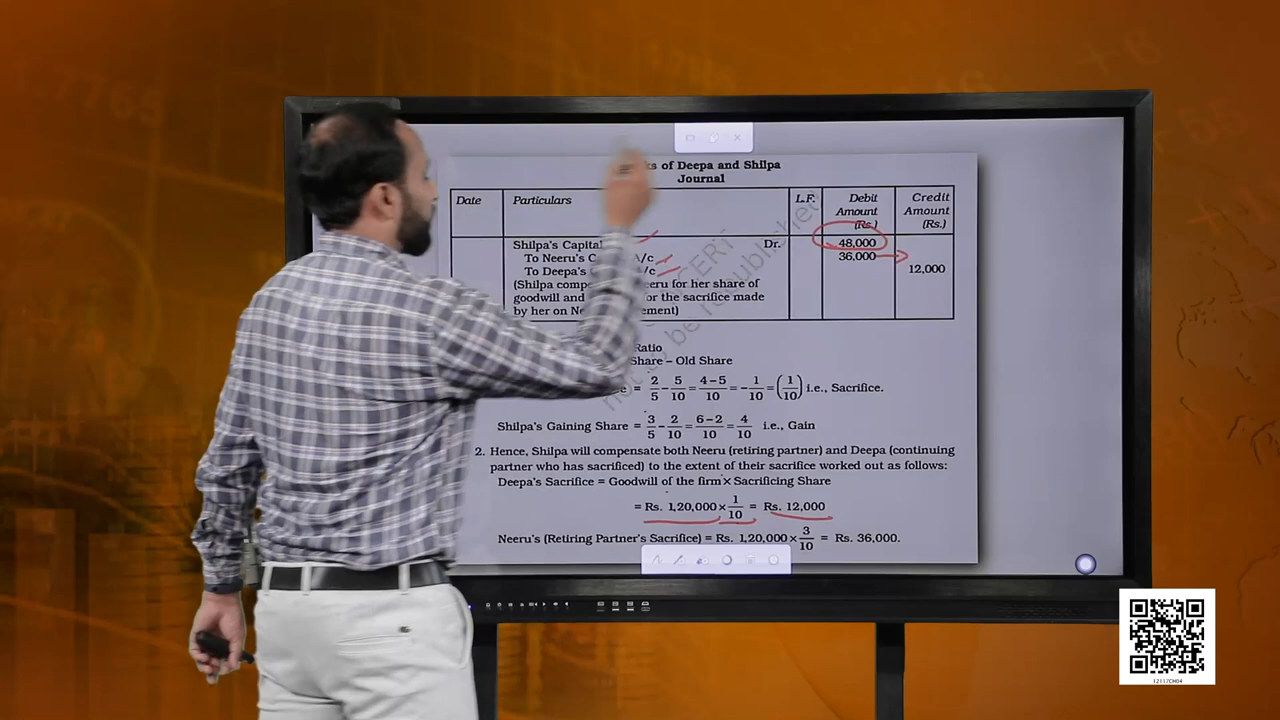 of Deepa and Shilpa
Journal
Date Particulars L.F. Debit Amount (Rs.) Credit Amount (Rs.)
Shilpa's Capital Dr. 48,000
To Neeru's A/c 36,000
To Deepa's A/c 12,000
(Shilpa for her share of
goodwill and or the sacrifice made
by her on
Ratio
Share – Old Share
= 2/5 – 5/10 = 4–5/10 = –1/10 = (1/10) i.e., Sacrifice.
Shilpa's Gaining Share = 3/5 – 2/10 = 6–2/10 = 4/10 i.e., Gain
2. Hence, Shilpa will compensate both Neeru (retiring partner) and Deepa (continuing
partner who has sacrificed) to the extent of their sacrifice worked out as follows:
Deepa's Sacrifice = Goodwill of the firm × Sacrificing Share
= Rs. 1,20,000 × 1/10 = Rs. 12,000
Neeru's (Retiring Partner's Sacrifice) = Rs. 1,20,000 × 3/10 = Rs. 36,000.
be republished
12117CH04